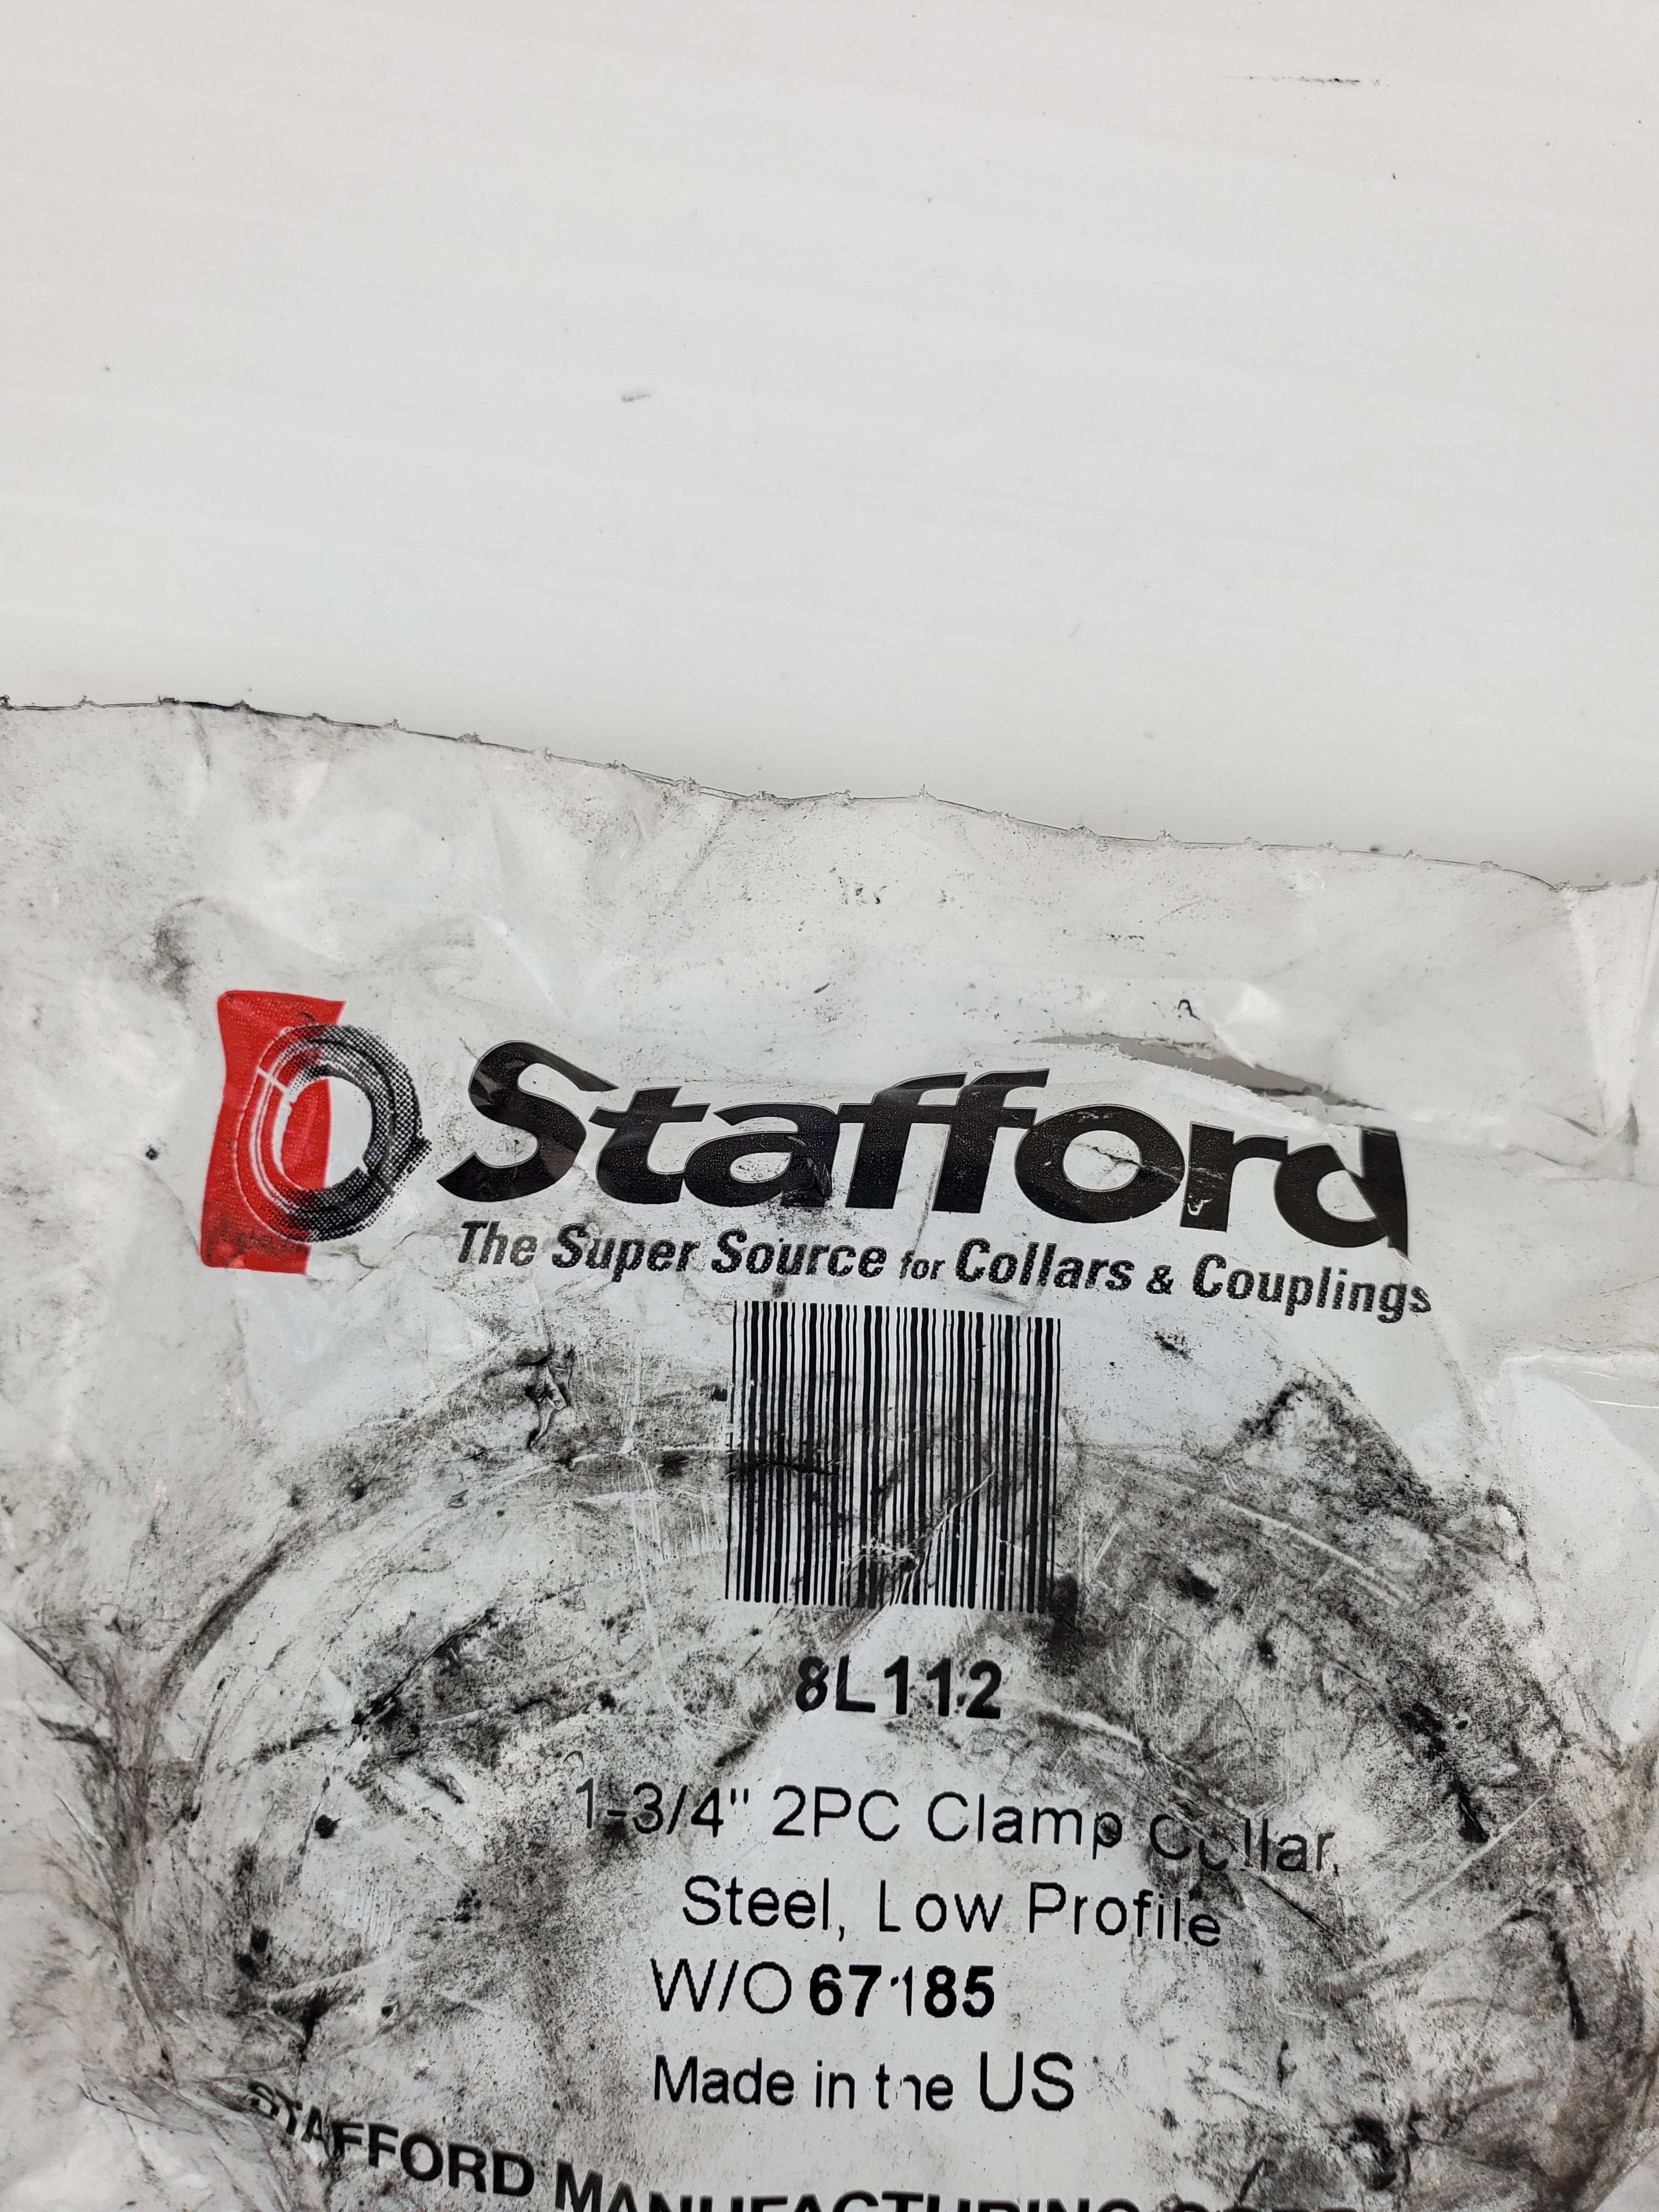 Stafford
The Super Source for Collars & Couplings
8L112
1-3/4" 2PC Clamp Collar,
Steel, Low Profile
W/O 67185
Made in the US
STAFFORD MANUFACTURING